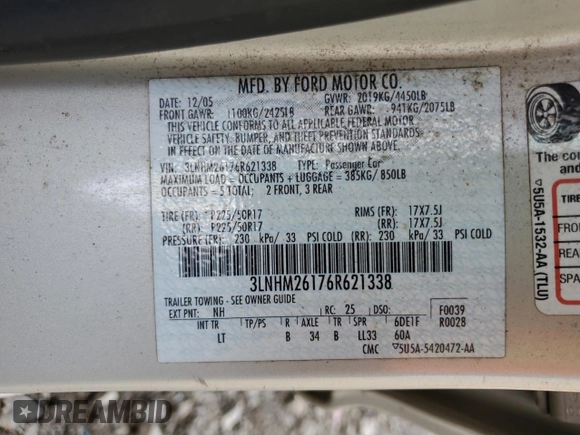 MFD. BY FORD MOTOR CO.
DATE: 12/05 GVWR: 2019KG/4450LB
FRONT GAWR: 1100KG/2425LB REAR GAWR: 941KG/2075LB
THIS VEHICLE CONFORMS TO ALL APPLICABLE FEDERAL MOTOR
VEHICLE SAFETY, BUMPER, AND THEFT PREVENTION STANDARDS
IN EFFECT ON THE DATE OF MANUFACTURE SHOWN ABOVE.
VIN: 3LNHM26176R621338 TYPE: Passenger Car
MAXIMUM LOAD = OCCUPANTS + LUGGAGE = 385KG/ 850LB
OCCUPANTS = 5 TOTAL: 2 FRONT, 3 REAR
TIRE (FR): P225/50R17 RIMS (FR): 17X7.5J
(RR): P225/50R17 (RR): 17X7.5J
PRESSURE (FR): 230 kPa/ 33 PSI COLD (RR): 230 kPa/33 PSI COLD
3LNHM26176R621338
TRAILER TOWING - SEE OWNER GUIDE
EXT PNT: NH RC: 25 DSO: F0039
INT TR TP/PS R AXLE TR SPR 6DE1F R0028
LT B 34 B LL33 60A
CMC ▽5U5A-5420472-AA
The co
and
TIRE
FRO
REA
SP
▽5U5A-1532-AA (TLU)
DREAMBID